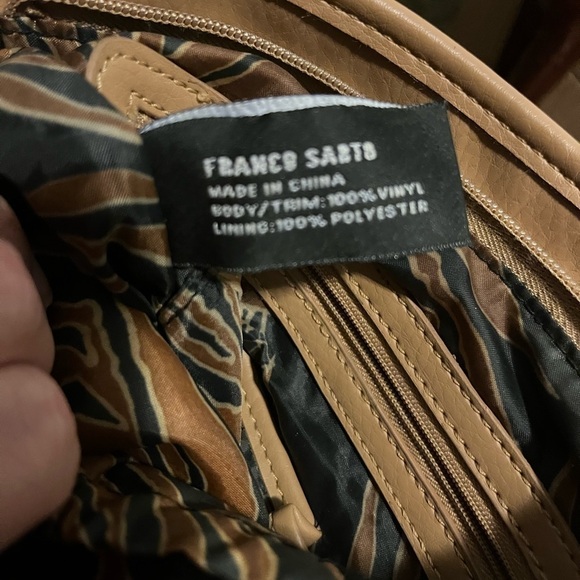 FRANCO SARTO
MADE IN CHINA
BODY/TRIM:100% VINYL
LINING:100% POLYESTER